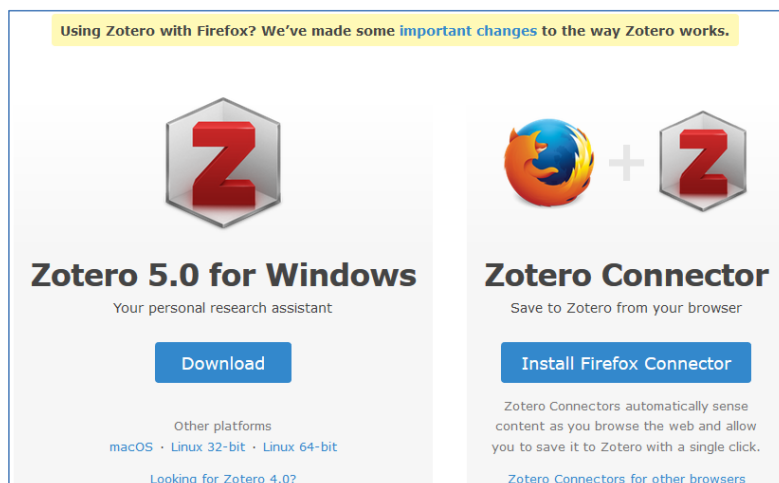 Using Zotero with Firefox? We've made some important changes to the way Zotero works.
Z
Zotero 5.0 for Windows
Your personal research assistant
Download
Other platforms
macOS · Linux 32-bit · Linux 64-bit
Looking for Zotero 4.0?
+
Z
Zotero Connector
Save to Zotero from your browser
Install Firefox Connector
Zotero Connectors automatically sense
content as you browse the web and allow
you to save it to Zotero with a single click.
Zotero Connectors for other browsers